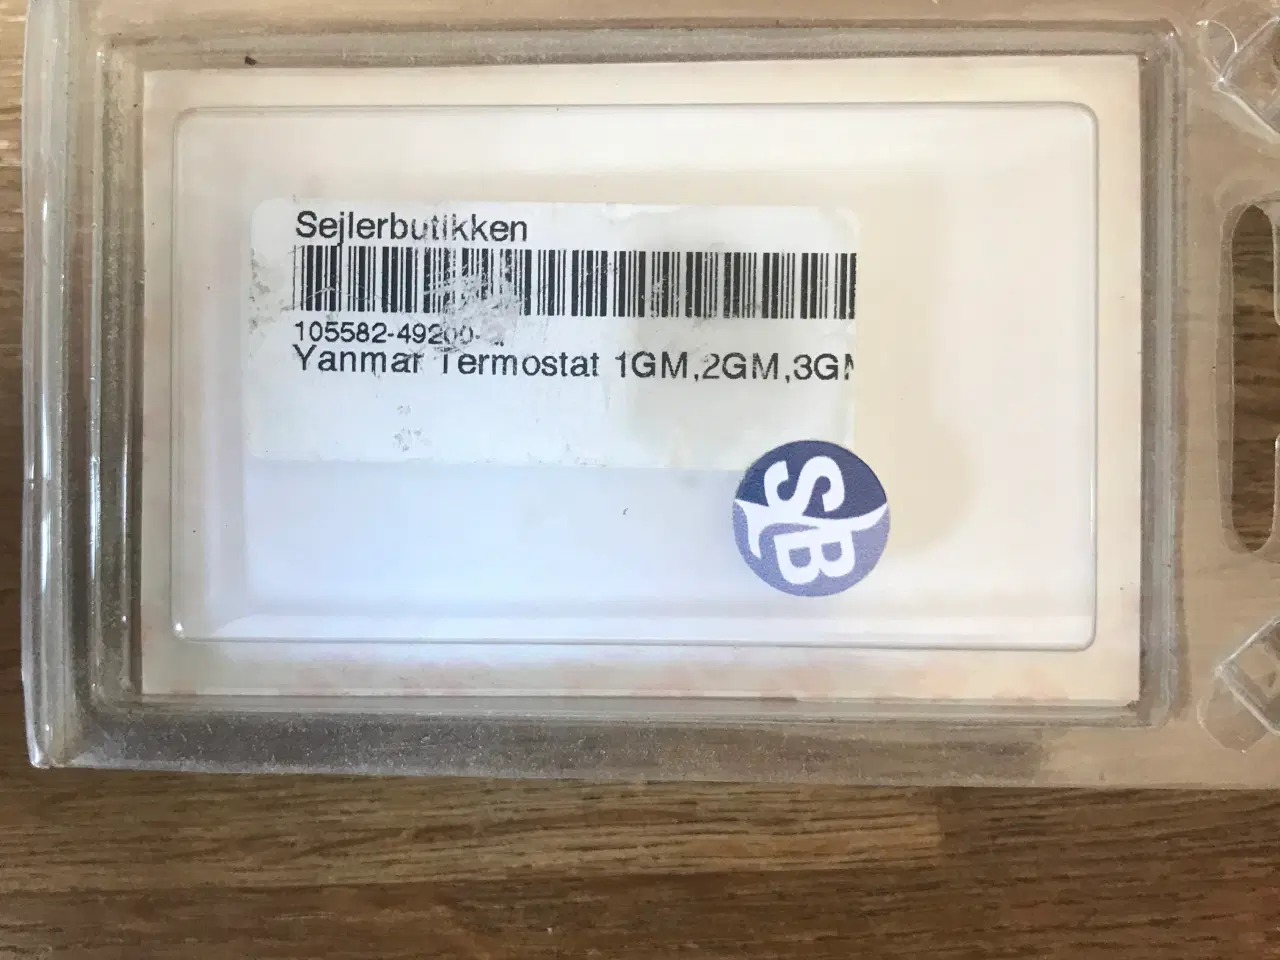 Sejlerbutikken
105582-49200-
Yanmar Termostat 1GM,2GM,3GM
SB